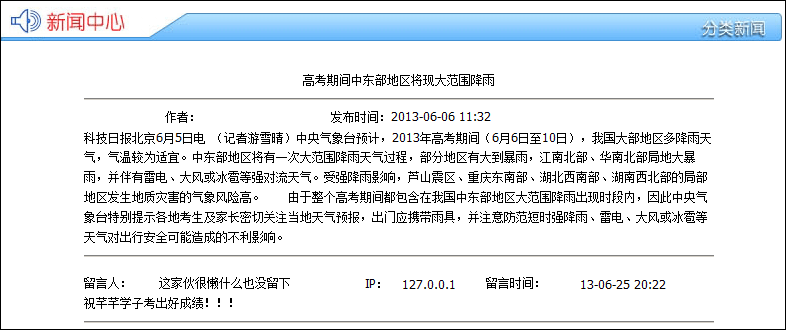 新闻中心
分类新闻
高考期间中东部地区将现大范围降雨
作者： 发布时间：2013-06-06 11:32
科技日报北京6月5日电 （记者游雪晴）中央气象台预计，2013年高考期间（6月6日至10日），我国大部地区多降雨天
气，气温较为适宜。中东部地区将有一次大范围降雨天气过程，部分地区有大到暴雨，江南北部、华南北部局地大暴
雨，并伴有雷电、大风或冰雹等强对流天气。受强降雨影响，芦山震区、重庆东南部、湖北西南部、湖南西北部的局部
地区发生地质灾害的气象风险高。 由于整个高考期间都包含在我国中东部地区大范围降雨出现时段内，因此中央气
象台特别提示各地考生及家长密切关注当地天气预报，出门应携带雨具，并注意防范短时强降雨、雷电、大风或冰雹等
天气对出行安全可能造成的不利影响。
留言人： 这家伙很懒什么也没留下 IP： 127.0.0.1 留言时间： 13-06-25 20:22
祝芊芊学子考出好成绩！！！